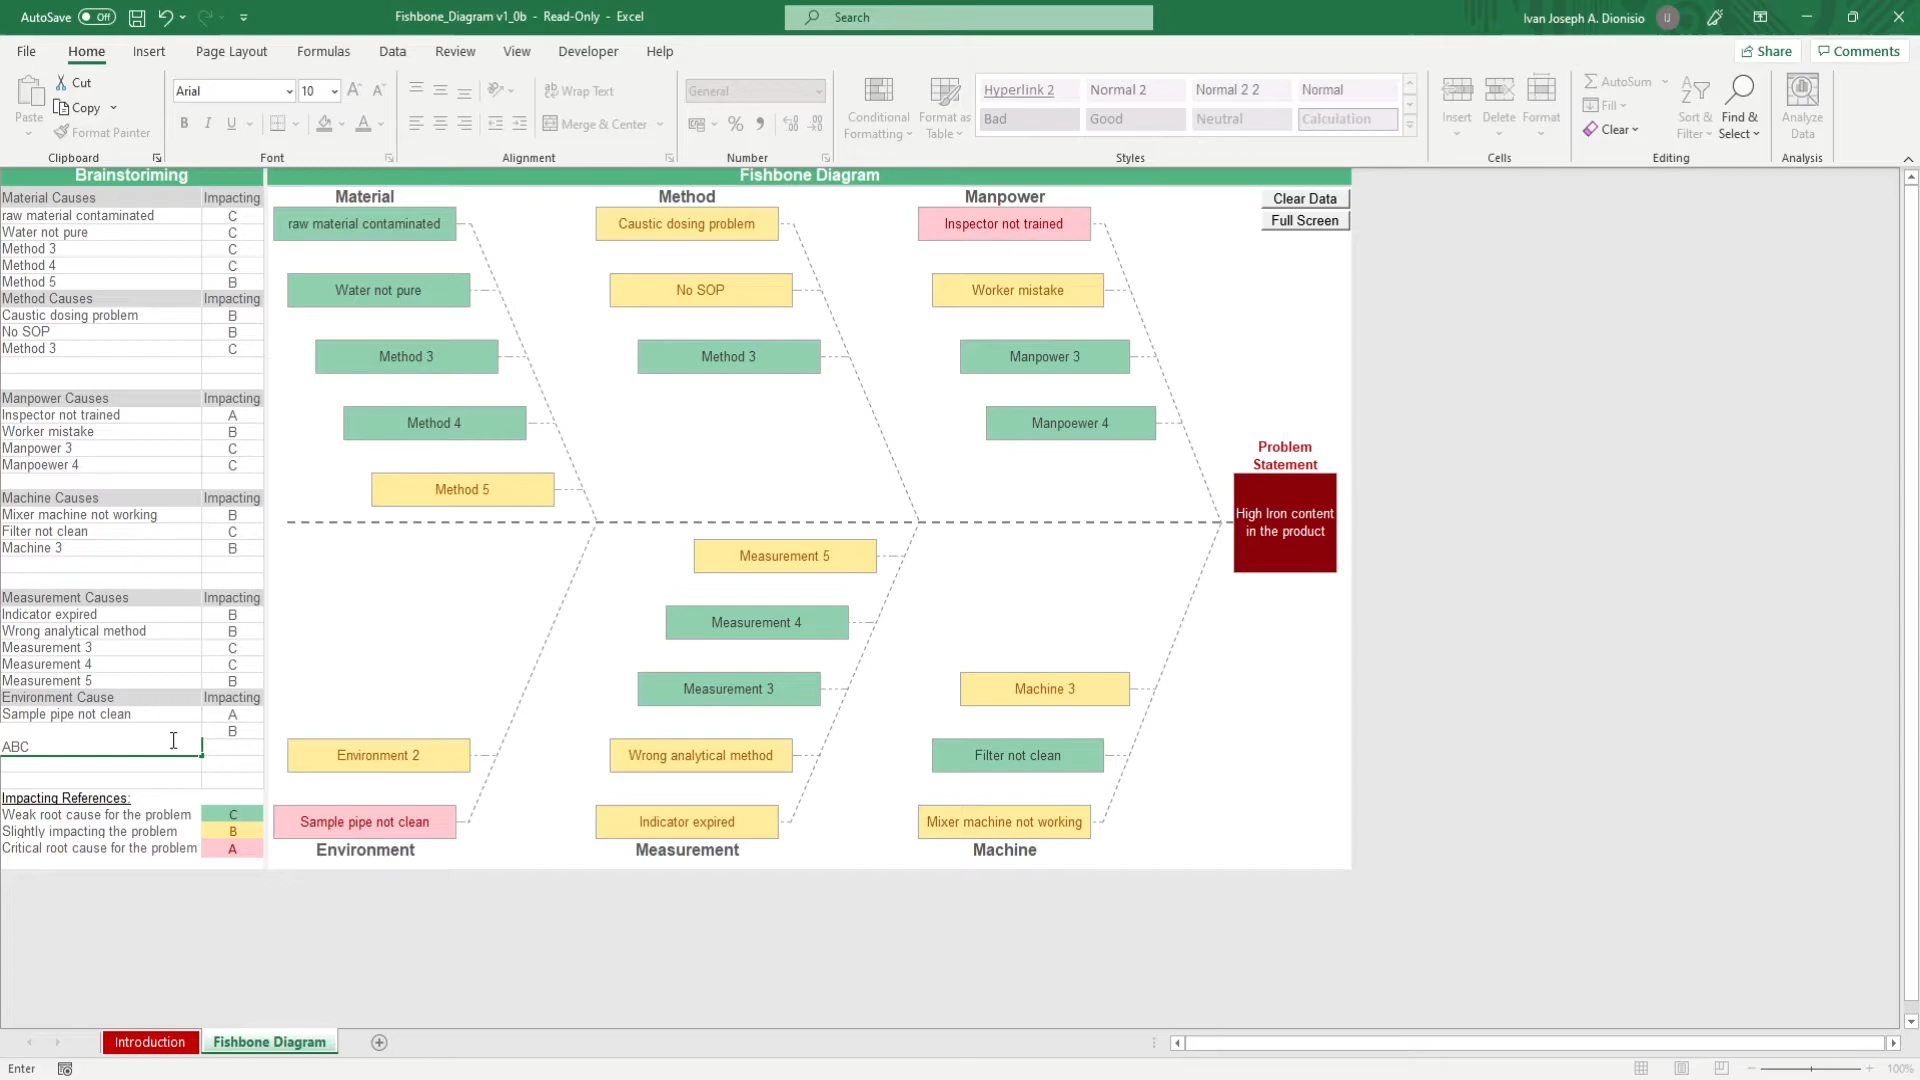 AutoSave Off
Fishbone_Diagram v1_0b - Read-Only - Excel
Search
Ivan Joseph A. Dionisio IJ
File Home Insert Page Layout Formulas Data Review View Developer Help
Share Comments
Paste
Cut
Copy
Format Painter
Clipboard
Arial 10
B I U
Font
Wrap Text
Merge & Center
Alignment
General
Number
Conditional Formatting
Format as Table
Hyperlink 2 Normal 2 Normal 2 2 Normal
Bad Good Neutral Calculation
Styles
Insert Delete Format
Cells
AutoSum
Fill
Clear
Sort & Filter
Find & Select
Editing
Analyze Data
Analysis
Brainstoriming
Material Causes Impacting
raw material contaminated C
Water not pure C
Method 3 C
Method 4 C
Method 5 B
Method Causes Impacting
Caustic dosing problem B
No SOP B
Method 3 C
Manpower Causes Impacting
Inspector not trained A
Worker mistake B
Manpower 3 C
Manpoewer 4 C
Machine Causes Impacting
Mixer machine not working B
Filter not clean C
Machine 3 B
Measurement Causes Impacting
Indicator expired B
Wrong analytical method B
Measurement 3 C
Measurement 4 C
Measurement 5 B
Environment Cause Impacting
Sample pipe not clean A
B
ABC
Impacting References:
Weak root cause for the problem C
Slightly impacting the problem B
Critical root cause for the problem A
Fishbone Diagram
Material Method Manpower
Clear Data
Full Screen
raw material contaminated Caustic dosing problem Inspector not trained
Water not pure No SOP Worker mistake
Method 3 Method 3 Manpower 3
Method 4 Manpoewer 4
Method 5
Problem
Statement
High Iron content
in the product
Measurement 5
Measurement 4
Measurement 3 Machine 3
Environment 2 Wrong analytical method Filter not clean
Sample pipe not clean Indicator expired Mixer machine not working
Environment Measurement Machine
Introduction Fishbone Diagram
Enter
100%